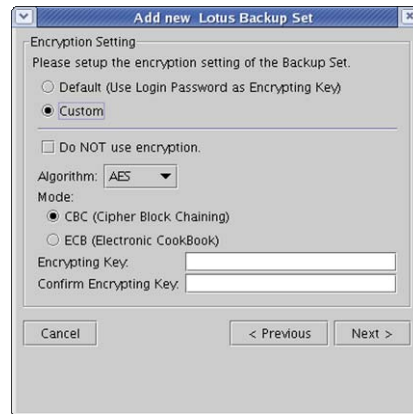 Add new Lotus Backup Set
Encryption Setting
Please setup the encryption setting of the Backup Set.
Default (Use Login Password as Encrypting Key)
Custom
Do NOT use encryption.
Algorithm: AES
Mode:
CBC (Cipher Block Chaining)
ECB (Electronic CookBook)
Encrypting Key:
Confirm Encrypting Key:
Cancel < Previous Next >